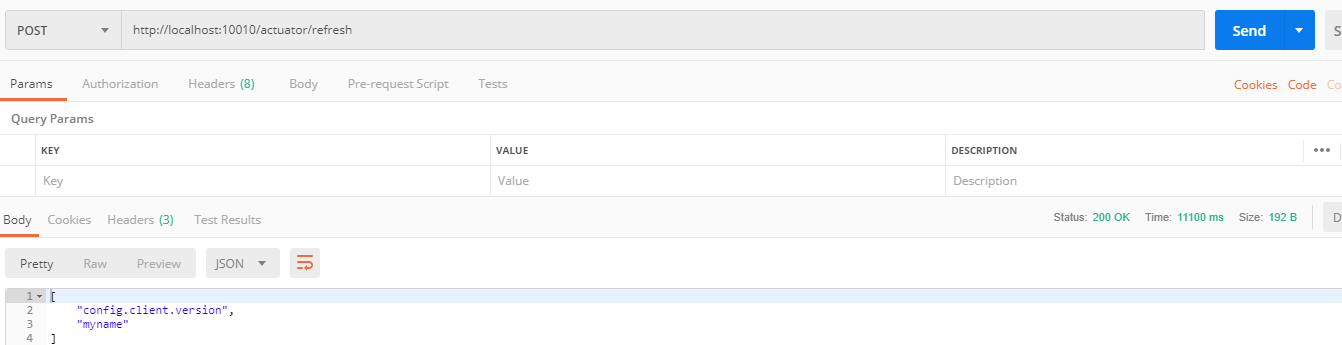 POST http://localhost:10010/actuator/refresh Send S
Params Authorization Headers (8) Body Pre-request Script Tests Cookies Code Co
Query Params
KEY VALUE DESCRIPTION •••
Key Value Description
Body Cookies Headers (3) Test Results Status: 200 OK Time: 11100 ms Size: 192 B D
Pretty Raw Preview JSON
1 [
2 "config.client.version",
3 "myname"
4 ]